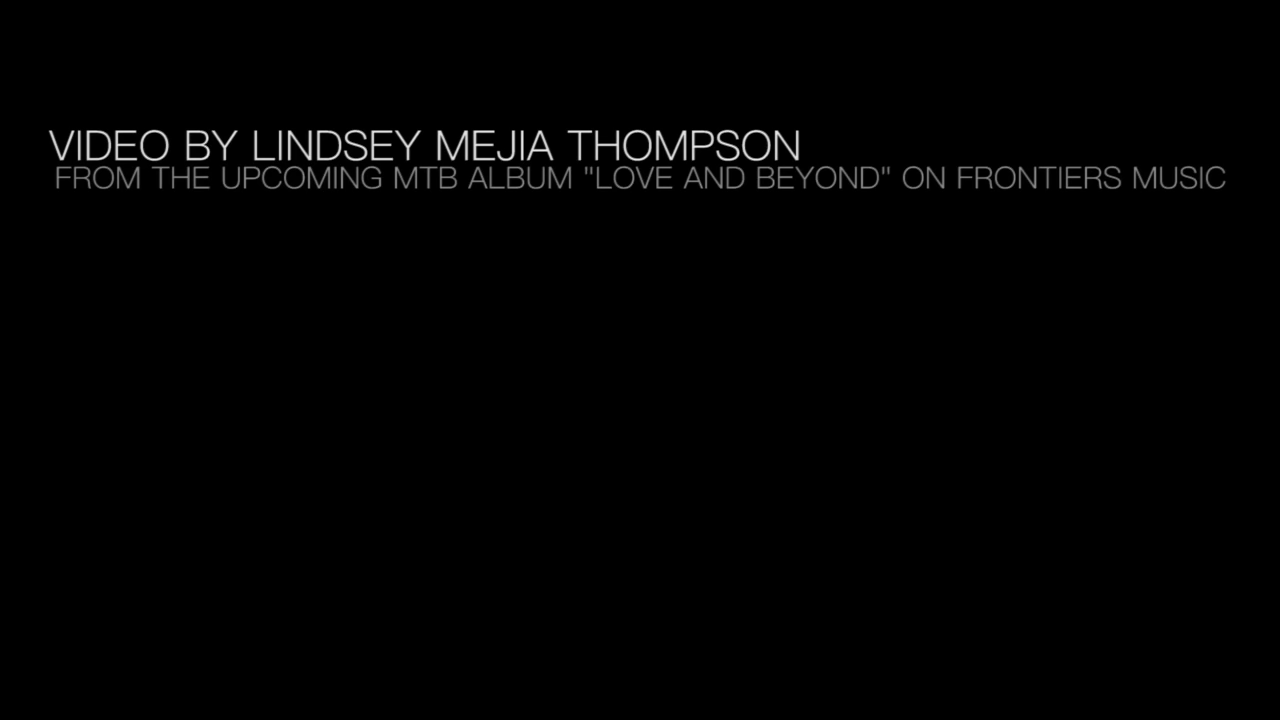 VIDEO BY LINDSEY MEJIA THOMPSON
FROM THE UPCOMING MTB ALBUM "LOVE AND BEYOND" ON FRONTIERS MUSIC